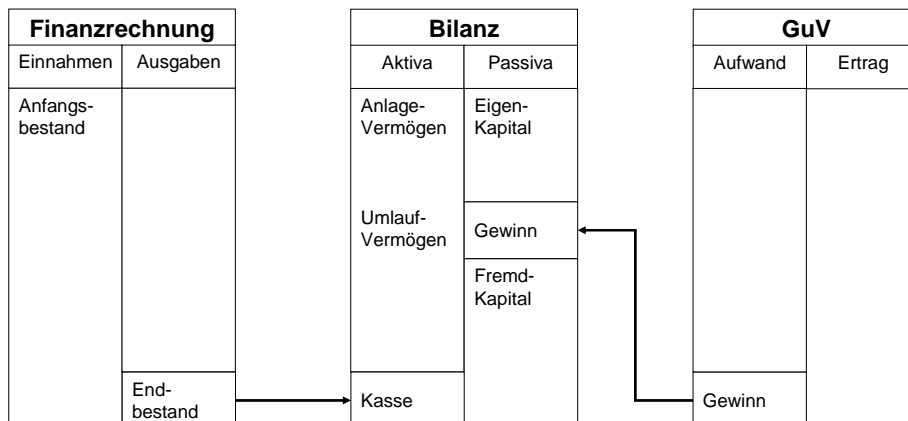 Finanzrechnung
Einnahmen
Ausgaben
Anfangs-
bestand
End-
bestand
Bilanz
Aktiva
Passiva
Anlage-
Vermögen
Umlauf-
Vermögen
Kasse
Eigen-
Kapital
Gewinn
Fremd-
Kapital
GuV
Aufwand
Ertrag
Gewinn